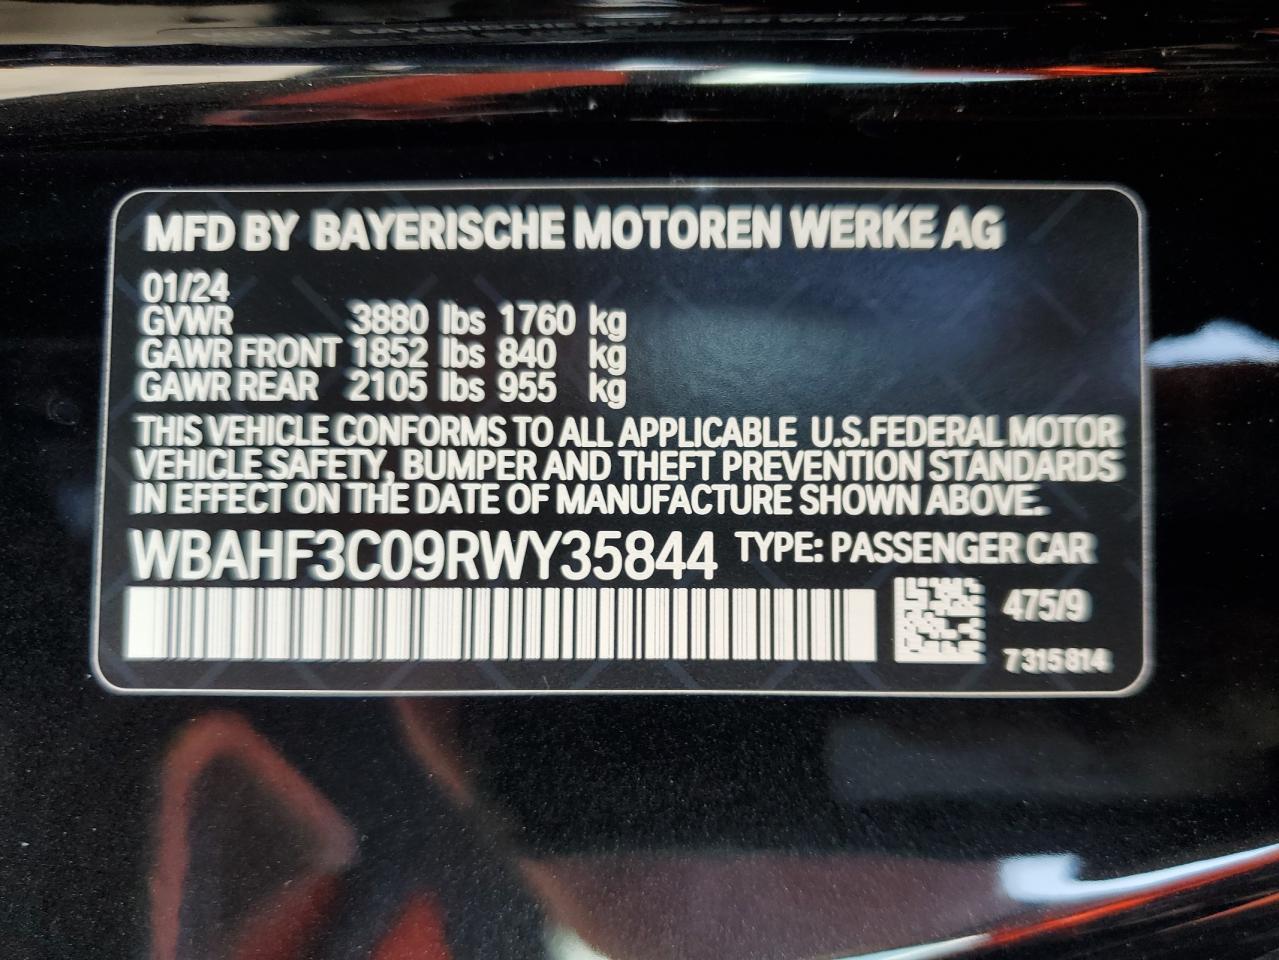 MFD BY BAYERISCHE MOTOREN WERKE AG
01/24
GVWR 3880 lbs 1760 kg
GAWR FRONT 1852 lbs 840 kg
GAWR REAR 2105 lbs 955 kg
THIS VEHICLE CONFORMS TO ALL APPLICABLE U.S.FEDERAL MOTOR
VEHICLE SAFETY, BUMPER AND THEFT PREVENTION STANDARDS
IN EFFECT ON THE DATE OF MANUFACTURE SHOWN ABOVE.
WBAHF3C09RWY35844 TYPE: PASSENGER CAR
475/9
7315814